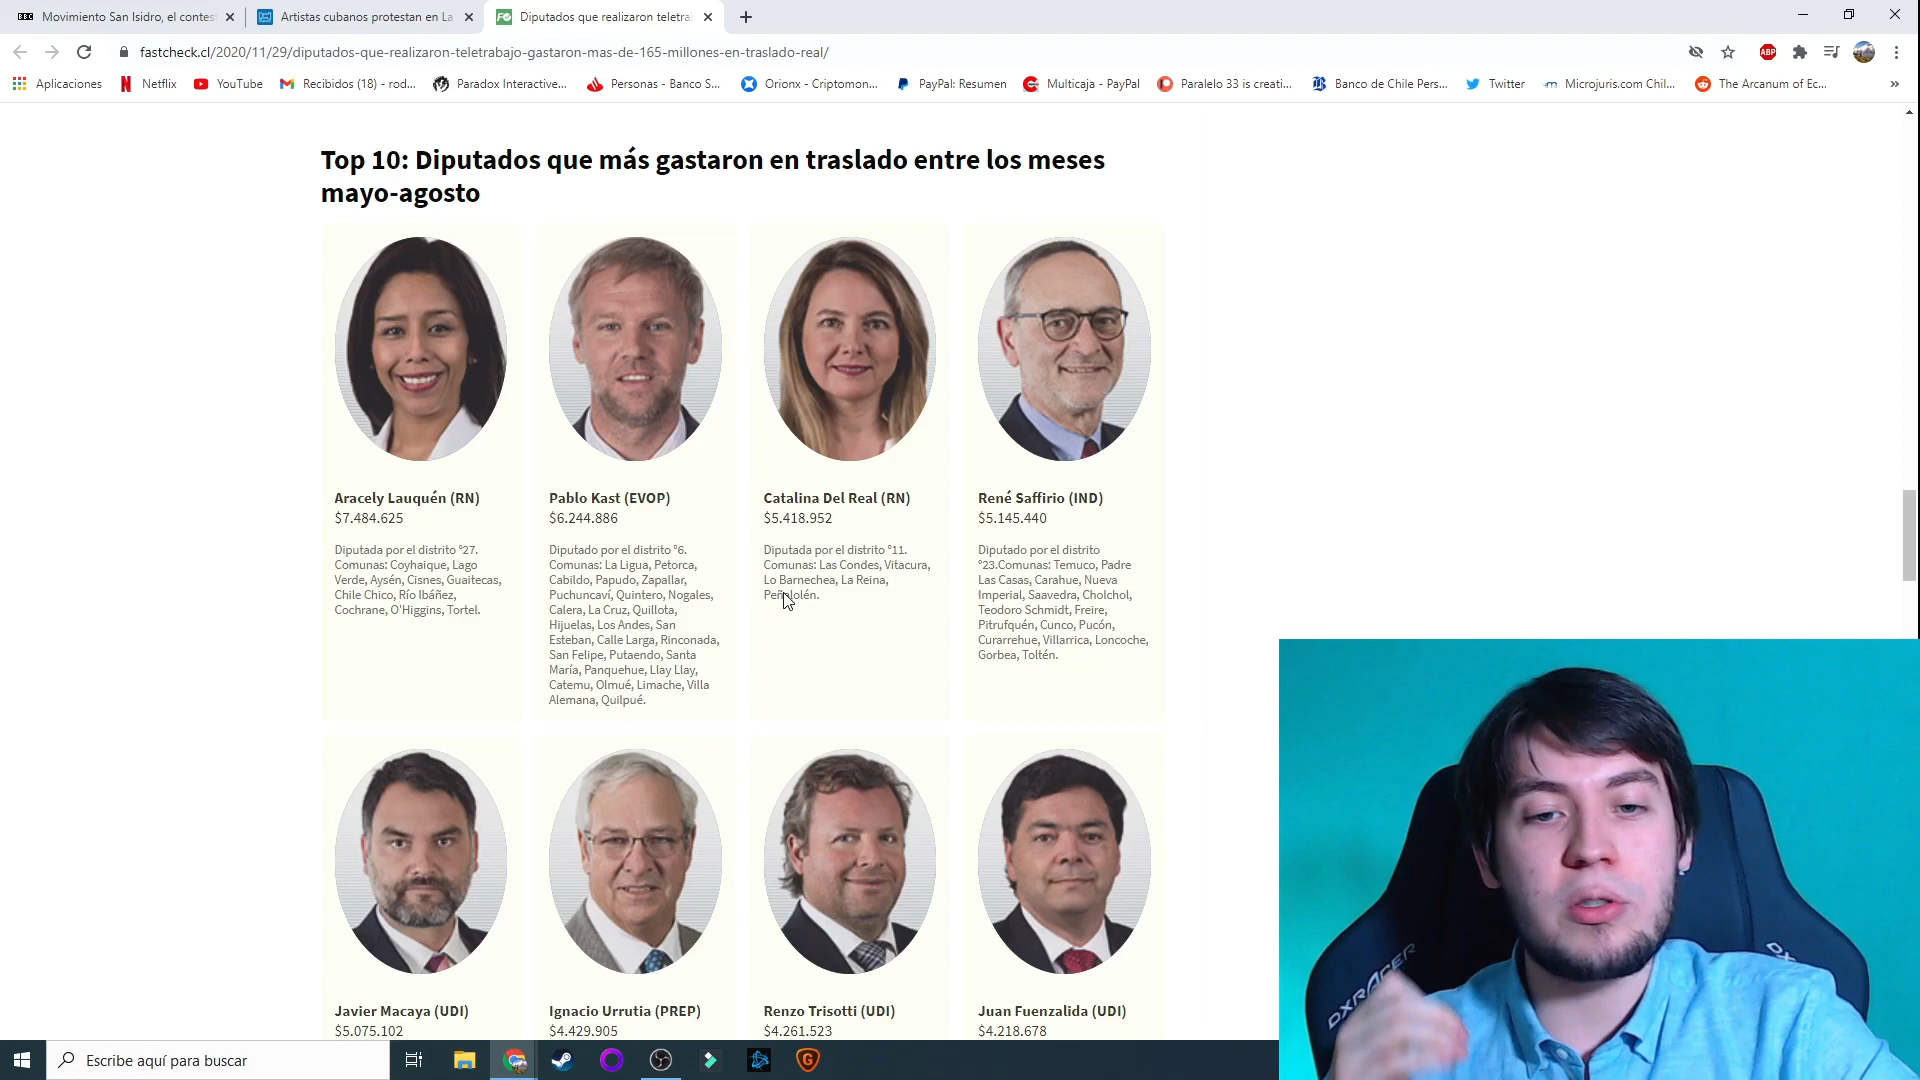 BBC Movimiento San Isidro, el contes
Artistas cubanos protestan en La
Diputados que realizaron teletra
fastcheck.cl/2020/11/29/diputados-que-realizaron-teletrabajo-gastaron-mas-de-165-millones-en-traslado-real/
ABP
Aplicaciones
Netflix
YouTube
Recibidos (18) - rod...
Paradox Interactive...
Personas - Banco S...
Orionx - Criptomon...
PayPal: Resumen
Multicaja - PayPal
Paralelo 33 is creati...
Banco de Chile Pers...
Twitter
Microjuris.com Chil...
The Arcanum of Ec...
»
Top 10: Diputados que más gastaron en traslado entre los meses
mayo-agosto
Aracely Lauquén (RN)
$7.484.625
Diputada por el distrito °27.
Comunas: Coyhaique, Lago
Verde, Aysén, Cisnes, Guaitecas,
Chile Chico, Río Ibáñez,
Cochrane, O'Higgins, Tortel.
Pablo Kast (EVOP)
$6.244.886
Diputado por el distrito °6.
Comunas: La Ligua, Petorca,
Cabildo, Papudo, Zapallar,
Puchuncaví, Quintero, Nogales,
Calera, La Cruz, Quillota,
Hijuelas, Los Andes, San
Esteban, Calle Larga, Rinconada,
San Felipe, Putaendo, Santa
María, Panquehue, Llay Llay,
Catemu, Olmué, Limache, Villa
Alemana, Quilpué.
Catalina Del Real (RN)
$5.418.952
Diputada por el distrito °11.
Comunas: Las Condes, Vitacura,
Lo Barnechea, La Reina,
Peñalolén.
René Saffirio (IND)
$5.145.440
Diputado por el distrito
°23.Comunas: Temuco, Padre
Las Casas, Carahue, Nueva
Imperial, Saavedra, Cholchol,
Teodoro Schmidt, Freire,
Pitrufquén, Cunco, Pucón,
Curarrehue, Villarrica, Loncoche,
Gorbea, Toltén.
Javier Macaya (UDI)
$5.075.102
Ignacio Urrutia (PREP)
$4.429.905
Renzo Trisotti (UDI)
$4.261.523
Juan Fuenzalida (UDI)
$4.218.678
DXRACER
DX
Escribe aquí para buscar